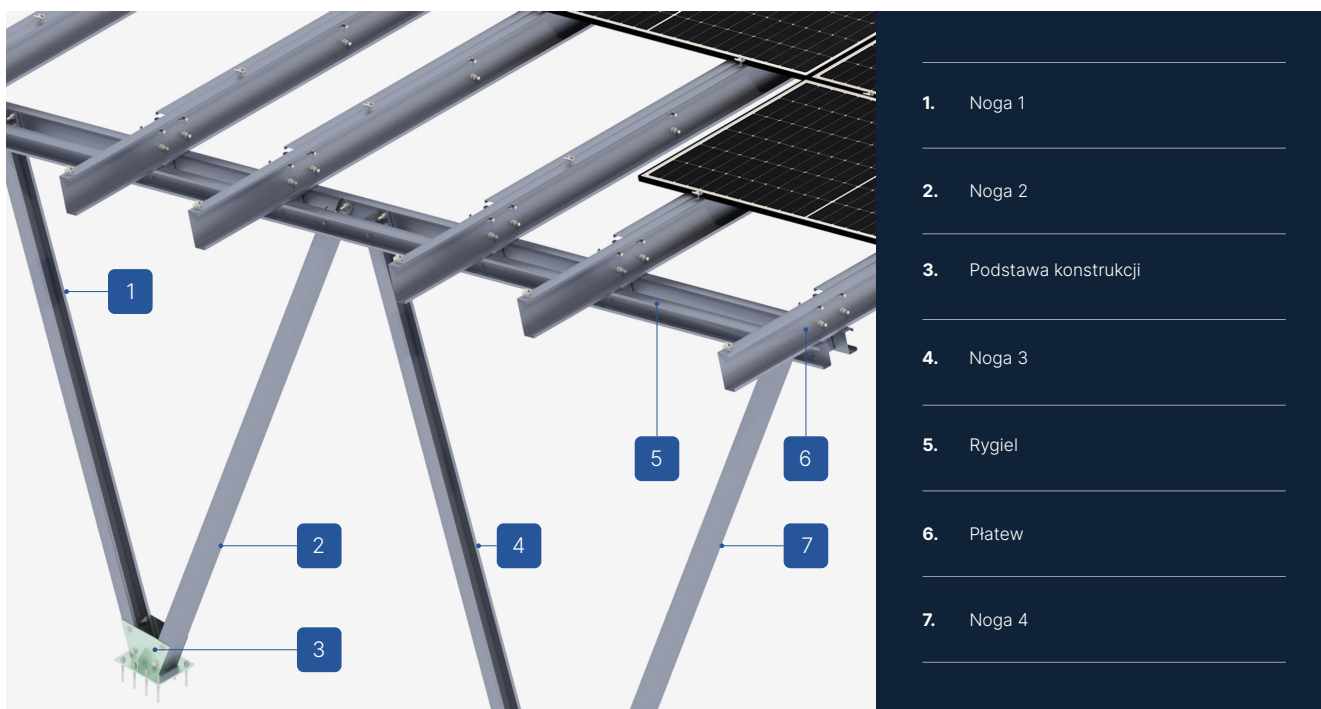 1
2
3
4
5
6
7
1. Noga 1
2. Noga 2
3. Podstawa konstrukcji
4. Noga 3
5. Rygiel
6. Płatew
7. Noga 4